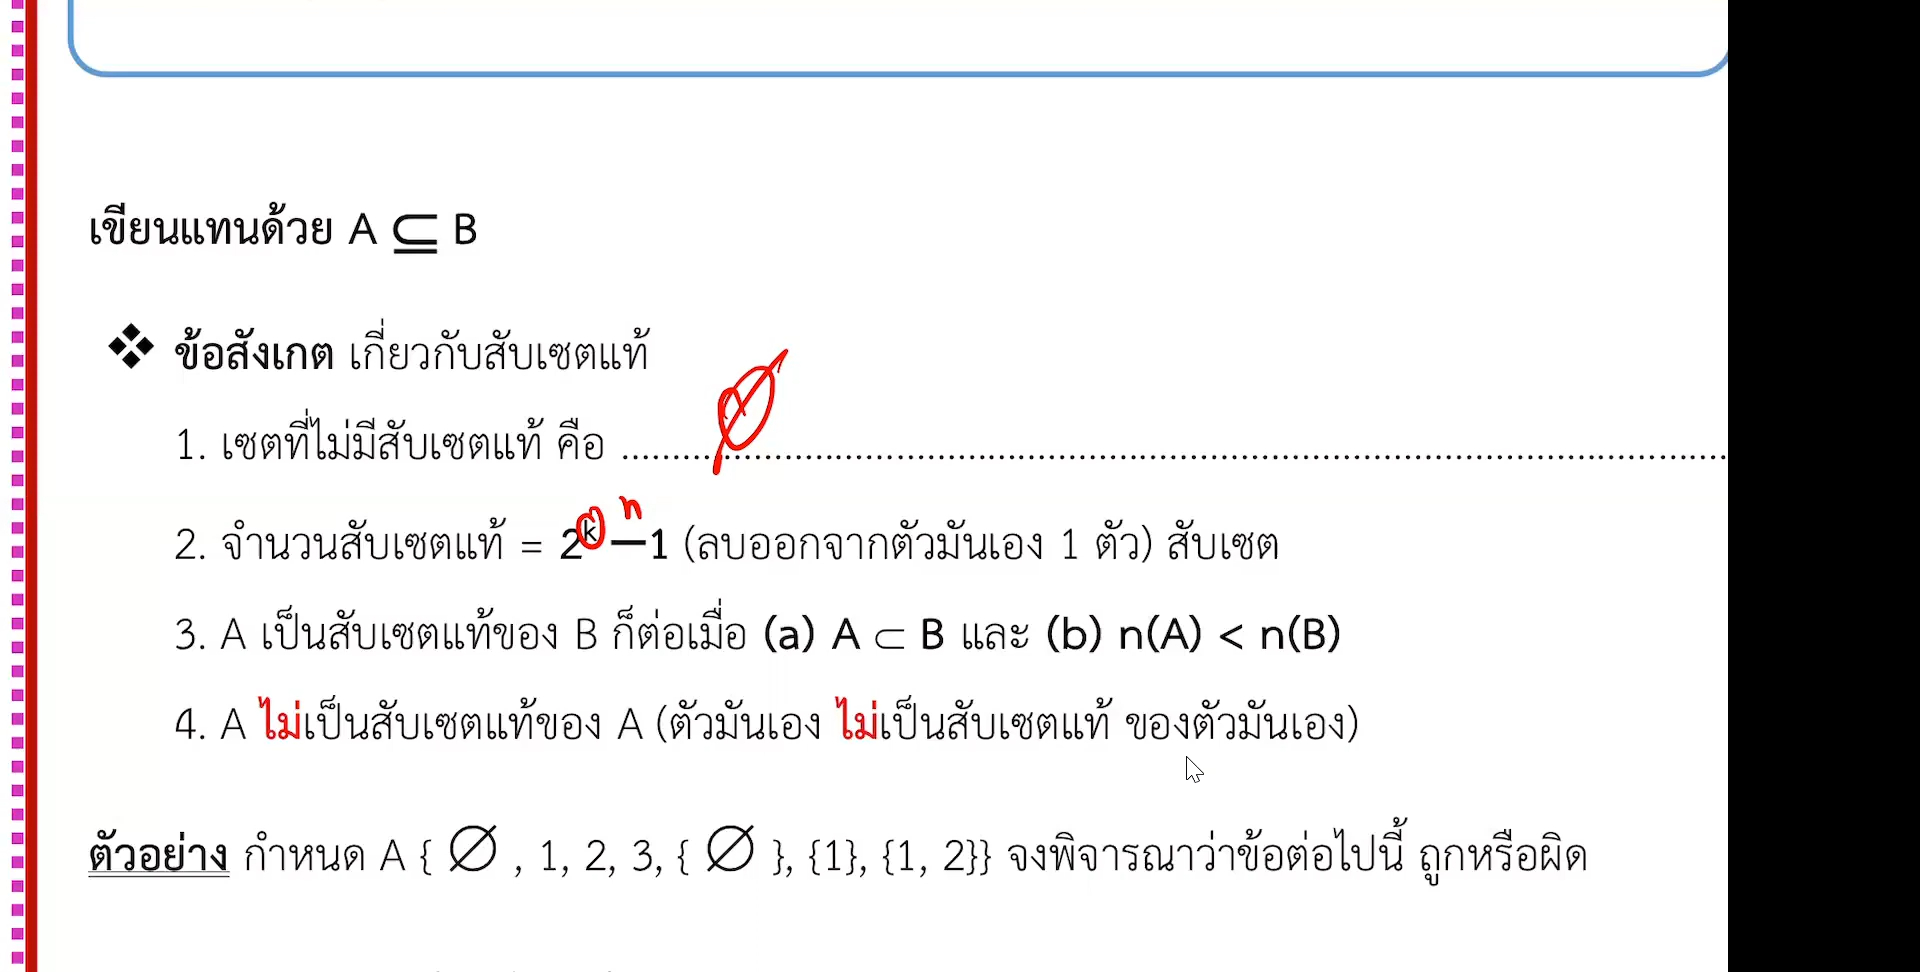 เขียนแทนด้วย A ⊆ B
❖ ข้อสังเกต เกี่ยวกับสับเซตแท้
1. เซตที่ไม่มีสับเซตแท้ คือ ........ ∅
2. จำนวนสับเซตแท้ = 2ᵏ n −1 (ลบออกจากตัวมันเอง 1 ตัว) สับเซต
3. A เป็นสับเซตแท้ของ B ก็ต่อเมื่อ (a) A ⊂ B และ (b) n(A) < n(B)
4. A ไม่เป็นสับเซตแท้ของ A (ตัวมันเอง ไม่เป็นสับเซตแท้ ของตัวมันเอง)
ตัวอย่าง กำหนด A { ∅ , 1, 2, 3, { ∅ }, {1}, {1, 2}} จงพิจารณาว่าข้อต่อไปนี้ ถูกหรือผิด